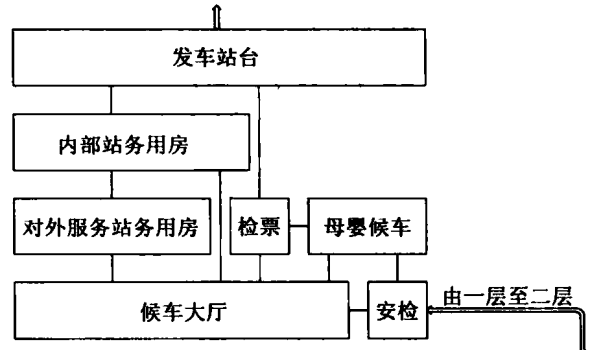 发车站台
内部站务用房
对外服务站务用房
检票
母婴候车
候车大厅
安检
由一层至二层